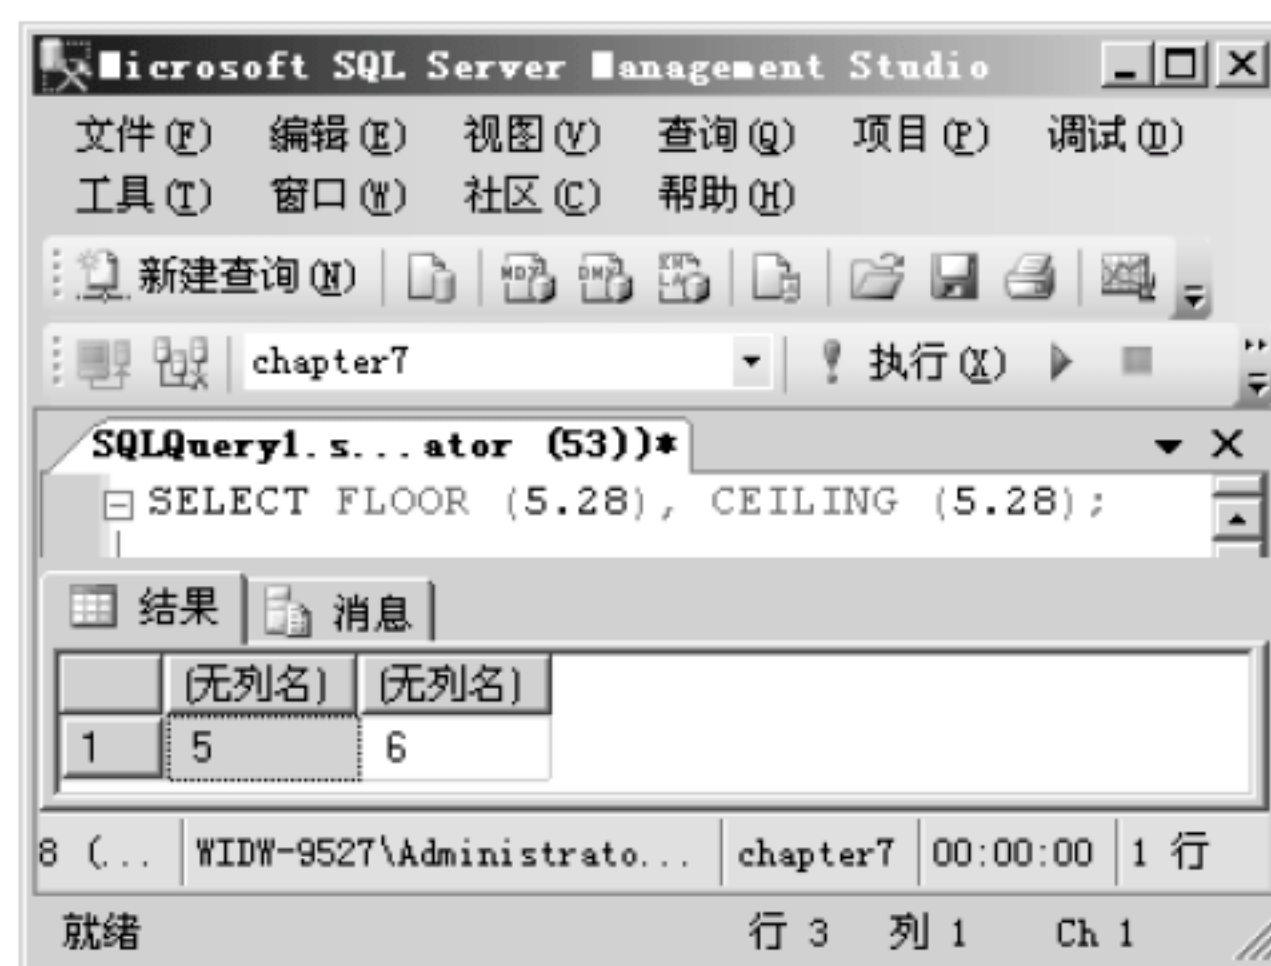 Microsoft SQL Server Management Studio
文件(F) 编辑(E) 视图(V) 查询(Q) 项目(P) 调试(D)
工具(T) 窗口(W) 社区(C) 帮助(H)
新建查询(N)
chapter7 执行(X)
SQLQuery1.s...ator (53))*
SELECT FLOOR (5.28), CEILING (5.28);
结果 消息
(无列名) (无列名)
1 5 6
8 (... WIDW-9527\Administrato... chapter7 00:00:00 1 行
就绪 行 3 列 1 Ch 1